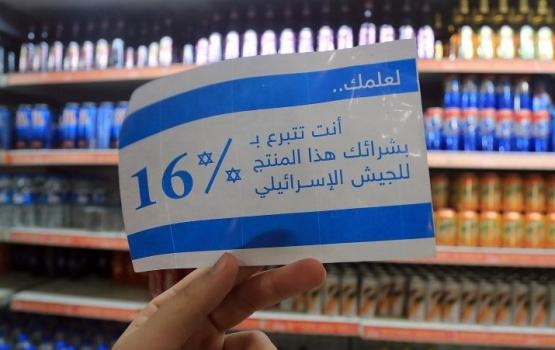 لعلمك..
أنت تتبرع بـ
بشرائك هذا المنتج
للجيش الإسرائيلي
16%